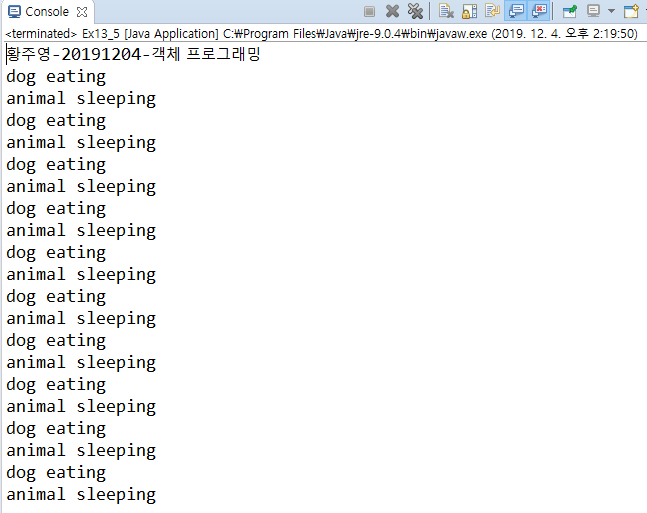 Console
<terminated> Ex13_5 [Java Application] C:₩Program Files₩Java₩jre-9.0.4₩bin₩javaw.exe (2019. 12. 4. 오후 2:19:50)
황주영-20191204-객체 프로그래밍
dog eating
animal sleeping
dog eating
animal sleeping
dog eating
animal sleeping
dog eating
animal sleeping
dog eating
animal sleeping
dog eating
animal sleeping
dog eating
animal sleeping
dog eating
animal sleeping
dog eating
animal sleeping
dog eating
animal sleeping